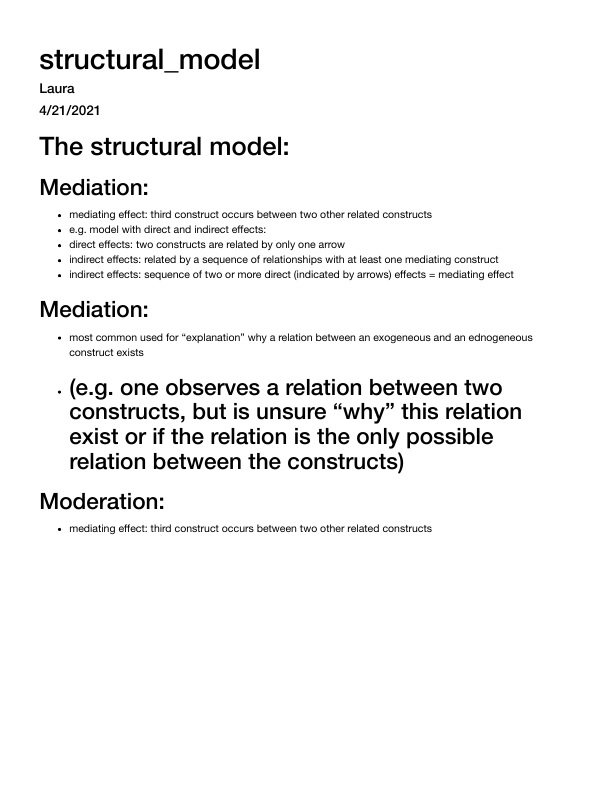 structural_model
Laura
4/21/2021
The structural model:
Mediation:
• mediating effect: third construct occurs between two other related constructs
• e.g. model with direct and indirect effects:
• direct effects: two constructs are related by only one arrow
• indirect effects: related by a sequence of relationships with at least one mediating construct
• indirect effects: sequence of two or more direct (indicated by arrows) effects = mediating effect
Mediation:
• most common used for “explanation” why a relation between an exogeneous and an ednogeneous
construct exists
• (e.g. one observes a relation between two
constructs, but is unsure “why” this relation
exist or if the relation is the only possible
relation between the constructs)
Moderation:
• mediating effect: third construct occurs between two other related constructs